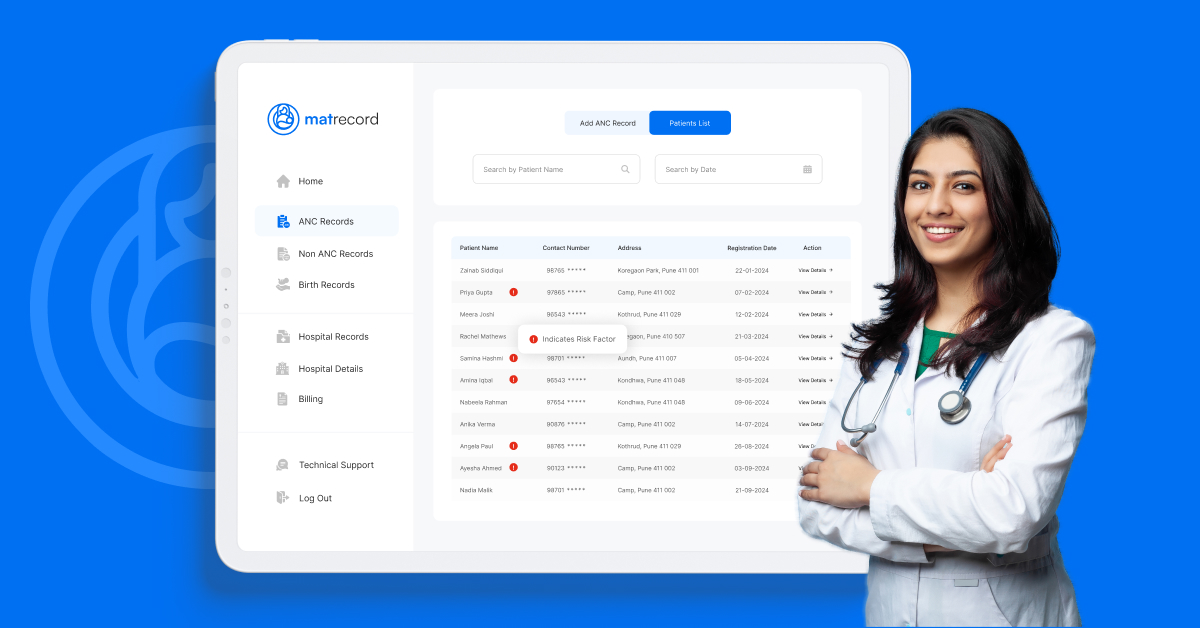 matrecord
Home
ANC Records
Non ANC Records
Birth Records
Hospital Records
Hospital Details
Billing
Technical Support
Log Out
Add ANC Record Patients List
Search by Patient Name Search by Date
Patient Name Contact Number Address Registration Date Action
Zainab Siddiqui 98765 ***** Koregaon Park, Pune 411 001 22-01-2024 View Details
Priya Gupta 97865 ***** Camp, Pune 411 002 07-02-2024 View Details
Meera Joshi 96543 ***** Kothrud, Pune 411 029 12-02-2024 View Details
Rachel Mathews egaon, Pune 410 507 21-03-2024 View Details
Indicates Risk Factor
Samina Hashmi 98701 ***** Aundh, Pune 411 007 05-04-2024 View Details
Amina Iqbal 96543 ***** Kondhwa, Pune 411 048 18-05-2024 View Details
Nabeela Rahman 97654 ***** Kondhwa, Pune 411 048 09-06-2024 View Details
Anika Verma 90876 ***** Camp, Pune 411 002 14-07-2024 View
Angela Paul 98765 ***** Kothrud, Pune 411 029 26-08-2024 View
Ayesha Ahmed 90123 ***** Camp, Pune 411 002 03-09-2024
Nadia Malik 98701 ***** Camp, Pune 411 002 21-09-2024